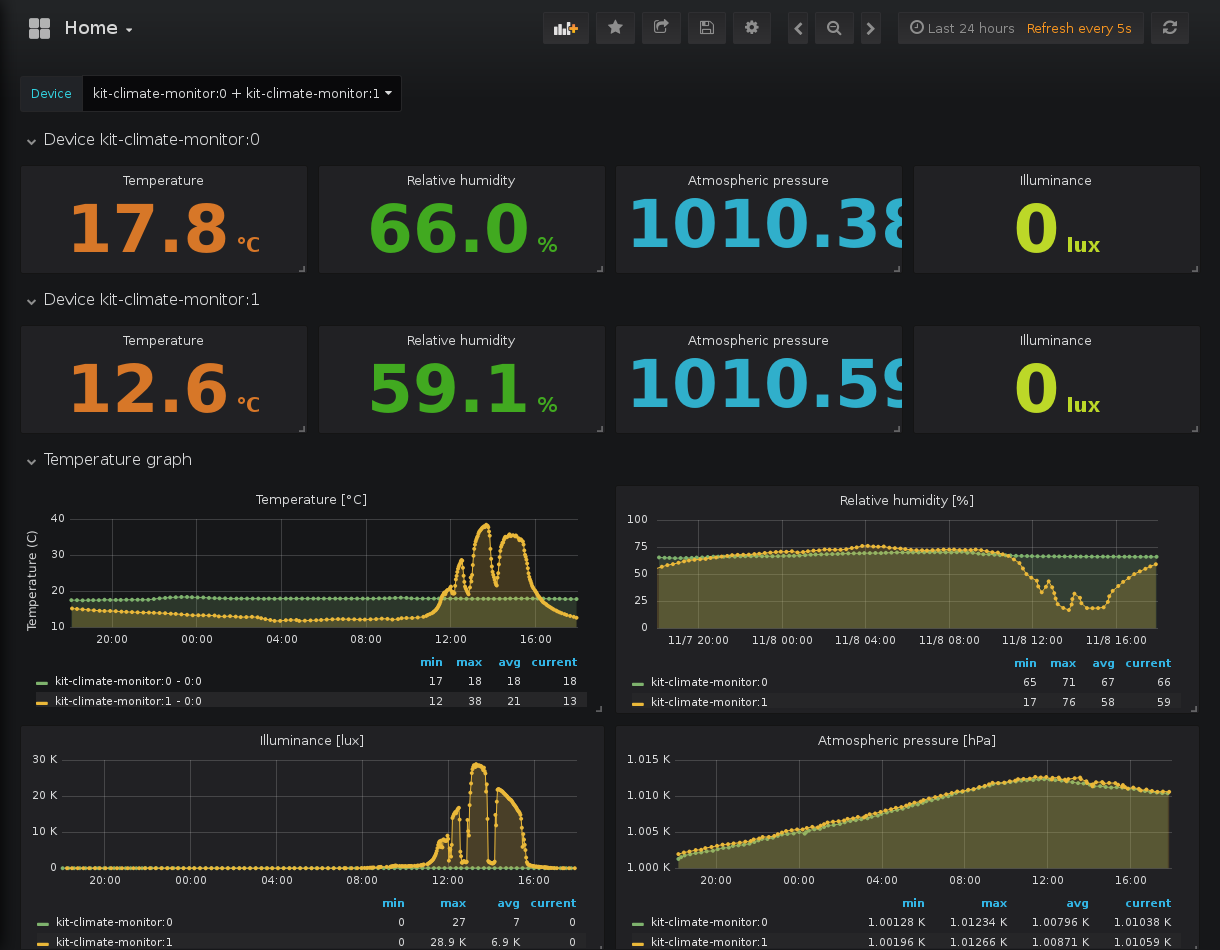 Home
Last 24 hours Refresh every 5s
Device kit-climate-monitor:0 + kit-climate-monitor:1
Device kit-climate-monitor:0
Temperature
17.8 °C
Relative humidity
66.0 %
Atmospheric pressure
1010.38
Illuminance
0 lux
Device kit-climate-monitor:1
Temperature
12.6 °C
Relative humidity
59.1 %
Atmospheric pressure
1010.59
Illuminance
0 lux
Temperature graph
Temperature [°C]
Temperature (C)
40
30
20
10
20:00 00:00 04:00 08:00 12:00 16:00
min max avg current
kit-climate-monitor:0 - 0:0 17 18 18 18
kit-climate-monitor:1 - 0:0 12 38 21 13
Relative humidity [%]
100
75
50
25
0
11/7 20:00 11/8 00:00 11/8 04:00 11/8 08:00 11/8 12:00 11/8 16:00
min max avg current
kit-climate-monitor:0 65 71 67 66
kit-climate-monitor:1 17 76 58 59
Illuminance [lux]
30 K
20 K
10 K
0
20:00 00:00 04:00 08:00 12:00 16:00
min max avg current
kit-climate-monitor:0 0 27 7 0
kit-climate-monitor:1 0 28.9 K 6.9 K 0
Atmospheric pressure [hPa]
1.015 K
1.010 K
1.005 K
1.000 K
20:00 00:00 04:00 08:00 12:00 16:00
min max avg current
kit-climate-monitor:0 1.00128 K 1.01234 K 1.00796 K 1.01038 K
kit-climate-monitor:1 1.00196 K 1.01266 K 1.00871 K 1.01059 K